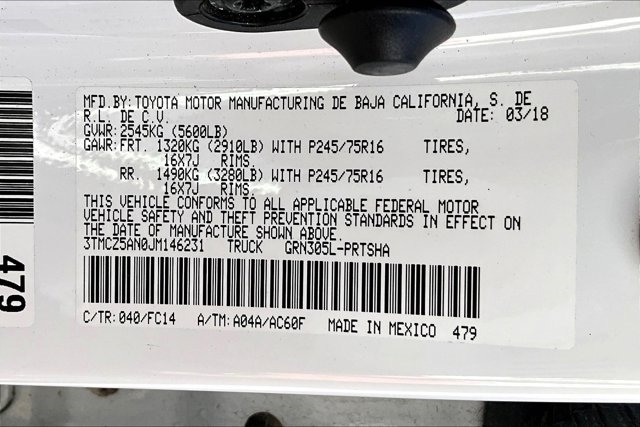 MFD.BY:TOYOTA MOTOR MANUFACTURING DE BAJA CALIFORNIA, S. DE
R.L. DE C.V. DATE: 03/18
GVWR:2545KG (5600LB)
GAWR:FRT. 1320KG (2910LB) WITH P245/75R16 TIRES,
16X7J RIMS.
RR. 1490KG (3280LB) WITH P245/75R16 TIRES,
16X7J RIMS.
THIS VEHICLE CONFORMS TO ALL APPLICABLE FEDERAL MOTOR
VEHICLE SAFETY AND THEFT PREVENTION STANDARDS IN EFFECT ON
THE DATE OF MANUFACTURE SHOWN ABOVE.
3TMCZ5AN0JM146231 TRUCK GRN305L-PRTSHA
C/TR:040/FC14 A/TM:A04A/AC60F MADE IN MEXICO 479
479